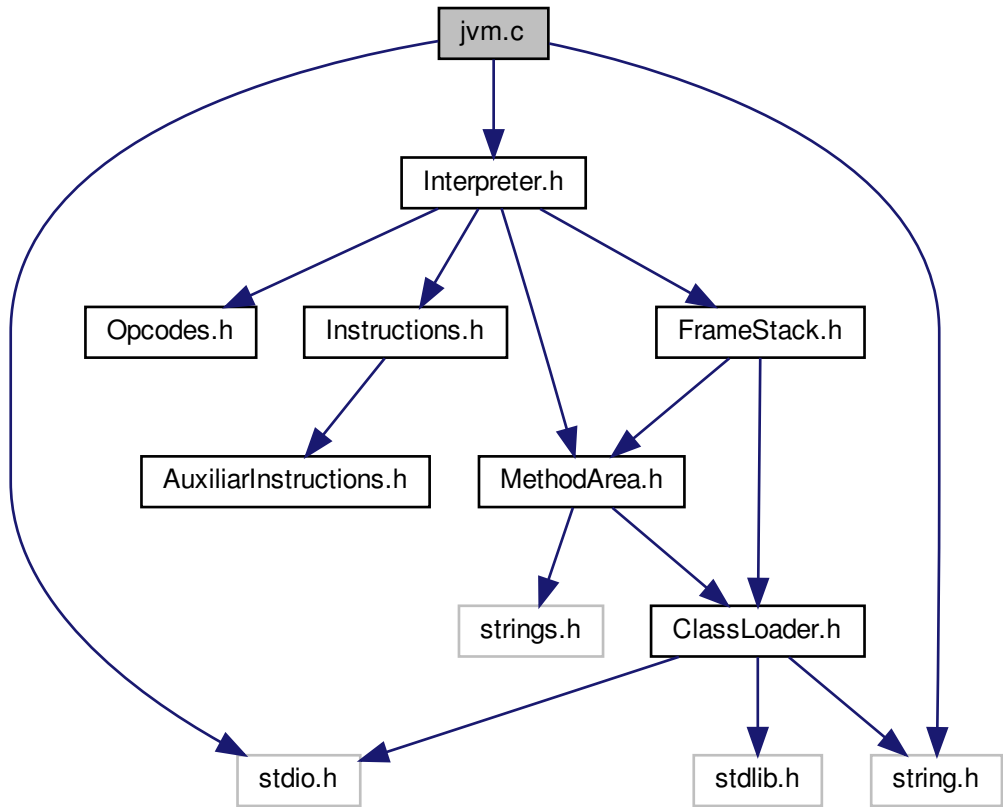 jvm.c
Interpreter.h
Opcodes.h
Instructions.h
FrameStack.h
AuxiliarInstructions.h
MethodArea.h
strings.h
ClassLoader.h
stdio.h
stdlib.h
string.h